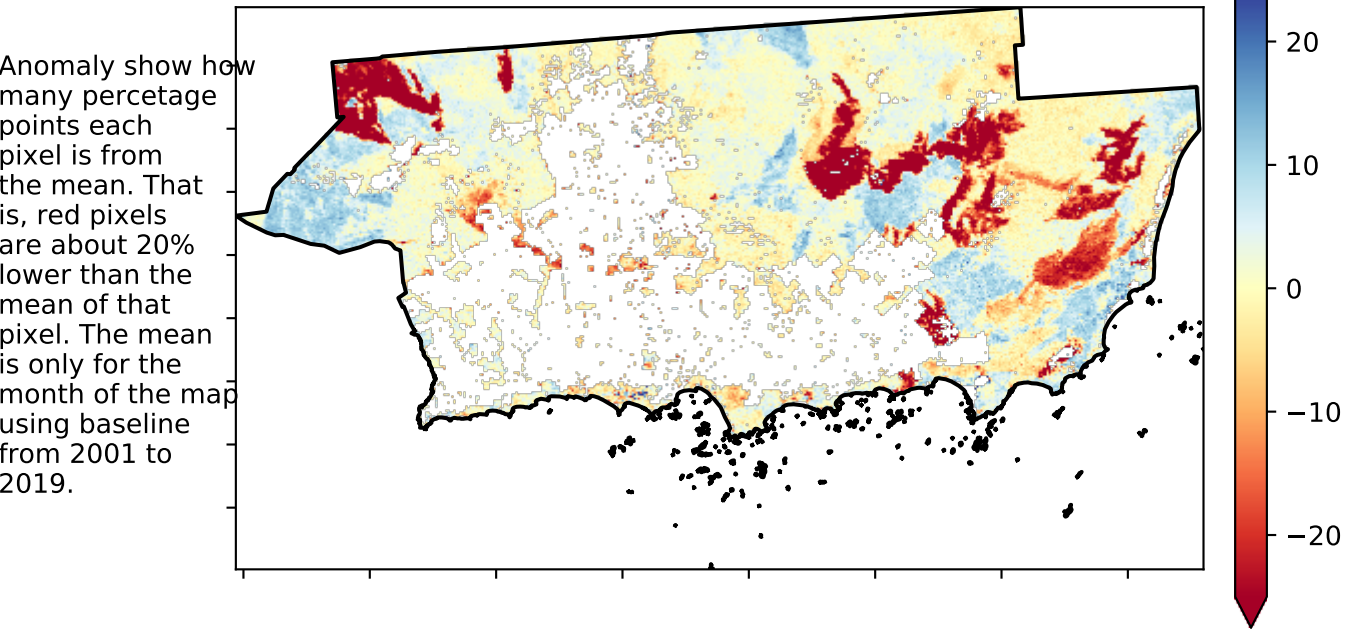 Anomaly show how
many percetage
points each
pixel is from
the mean. That
is, red pixels
are about 20%
lower than the
mean of that
pixel. The mean
is only for the
month of the map
using baseline
from 2001 to
2019.
20
10
0
−10
−20